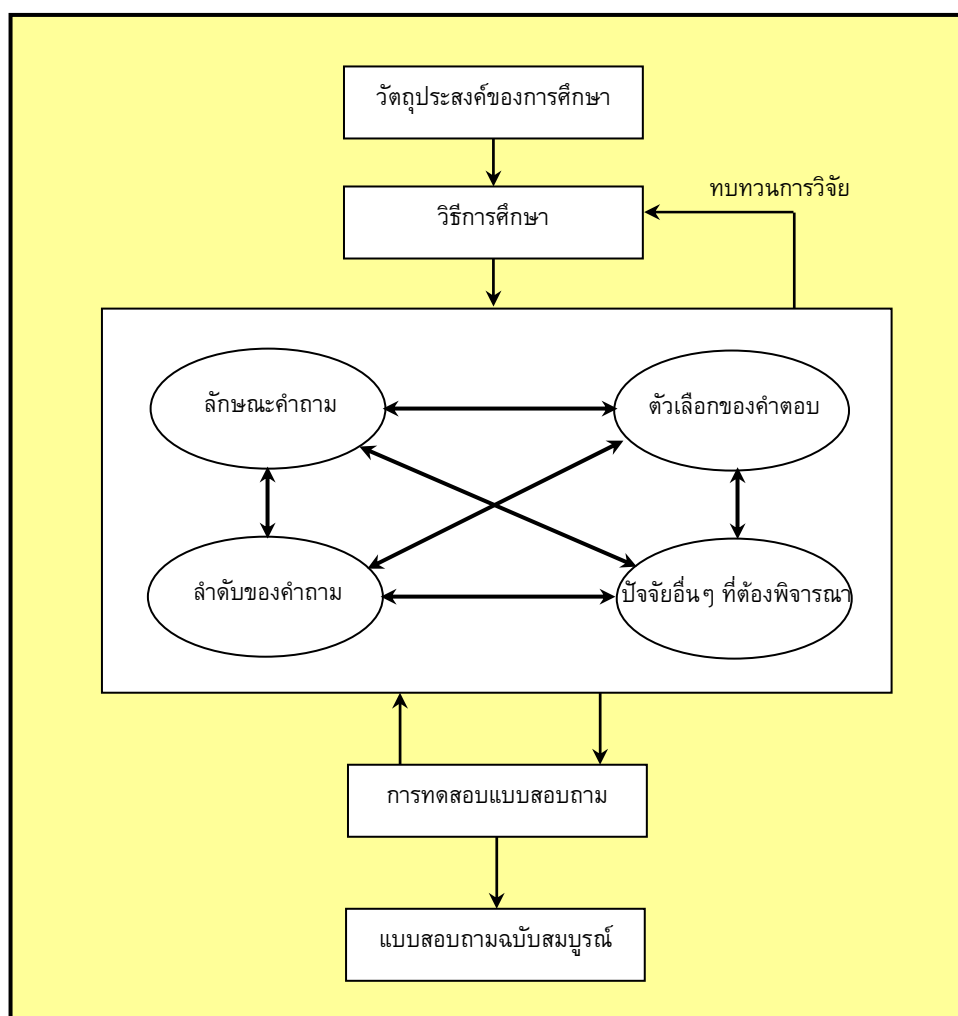 วัตถุประสงค์ของการศึกษา
ทบทวนการวิจัย
วิธีการศึกษา
ลักษณะคำถาม
ตัวเลือกของคำตอบ
ลำดับของคำถาม
ปัจจัยอื่นๆ ที่ต้องพิจารณา
การทดสอบแบบสอบถาม
แบบสอบถามฉบับสมบูรณ์